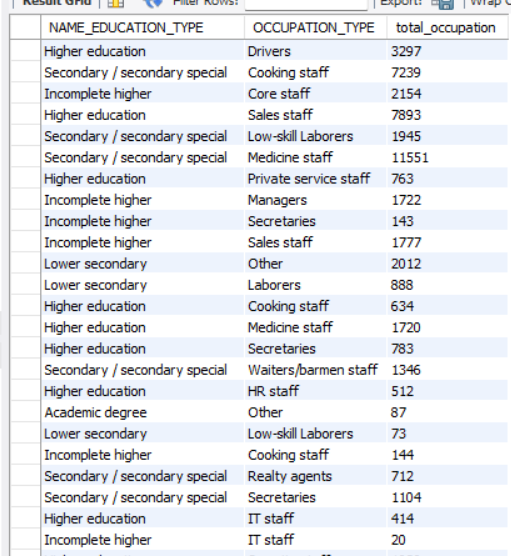 Result Grid Filter Rows: Export: Wrap C
NAME_EDUCATION_TYPE OCCUPATION_TYPE total_occupation
Higher education Drivers 3297
Secondary / secondary special Cooking staff 7239
Incomplete higher Core staff 2154
Higher education Sales staff 7893
Secondary / secondary special Low-skill Laborers 1945
Secondary / secondary special Medicine staff 11551
Higher education Private service staff 763
Incomplete higher Managers 1722
Incomplete higher Secretaries 143
Incomplete higher Sales staff 1777
Lower secondary Other 2012
Lower secondary Laborers 888
Higher education Cooking staff 634
Higher education Medicine staff 1720
Higher education Secretaries 783
Secondary / secondary special Waiters/barmen staff 1346
Higher education HR staff 512
Academic degree Other 87
Lower secondary Low-skill Laborers 73
Incomplete higher Cooking staff 144
Secondary / secondary special Realty agents 712
Secondary / secondary special Secretaries 1104
Higher education IT staff 414
Incomplete higher IT staff 20